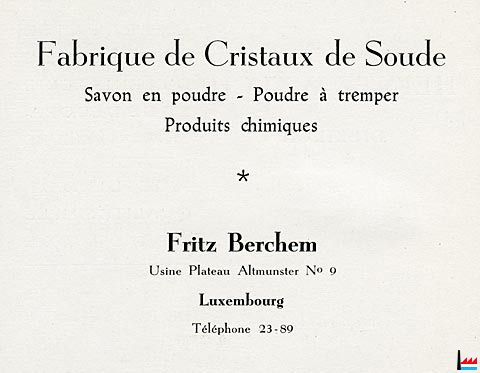 Fabrique de Cristaux de Soude
Savon en poudre - Poudre à tremper
Produits chimiques
*
Fritz Berchem
Usine Plateau Altmunster Nº 9
Luxembourg
Téléphone 23-89